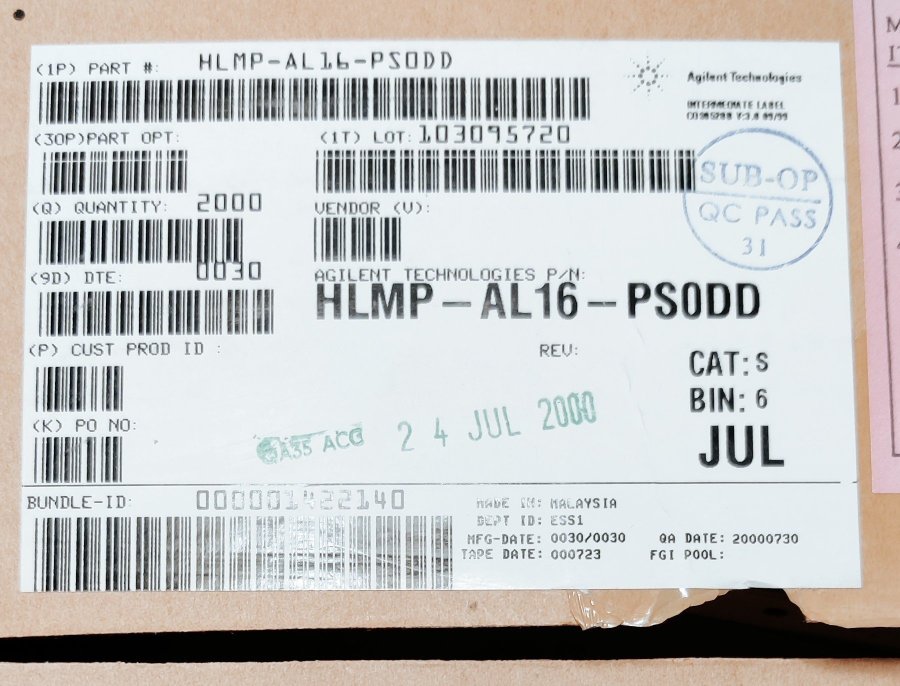 (1P) PART #: HLMP-AL16-PS0DD
Agilent Technologies
INTERMEDIATE LABEL
(30P)PART OPT:
(1T) LOT: 103095720
SUB-OP
QC PASS
31
(Q) QUANTITY: 2000
VENDOR (V):
(9D) DTE: 0030
AGILENT TECHNOLOGIES P/N:
HLMP-AL16-PS0DD
(P) CUST PROD ID :
REV:
CAT: S
BIN: 6
JUL
(K) PO NO:
A35 ACC 24 JUL 2000
BUNDLE-ID: 000001422140
MADE IN: MALAYSIA
DEPT ID: ESS1
MFG-DATE: 0030/0030 QA DATE: 20000730
TAPE DATE: 000723 FGI POOL: